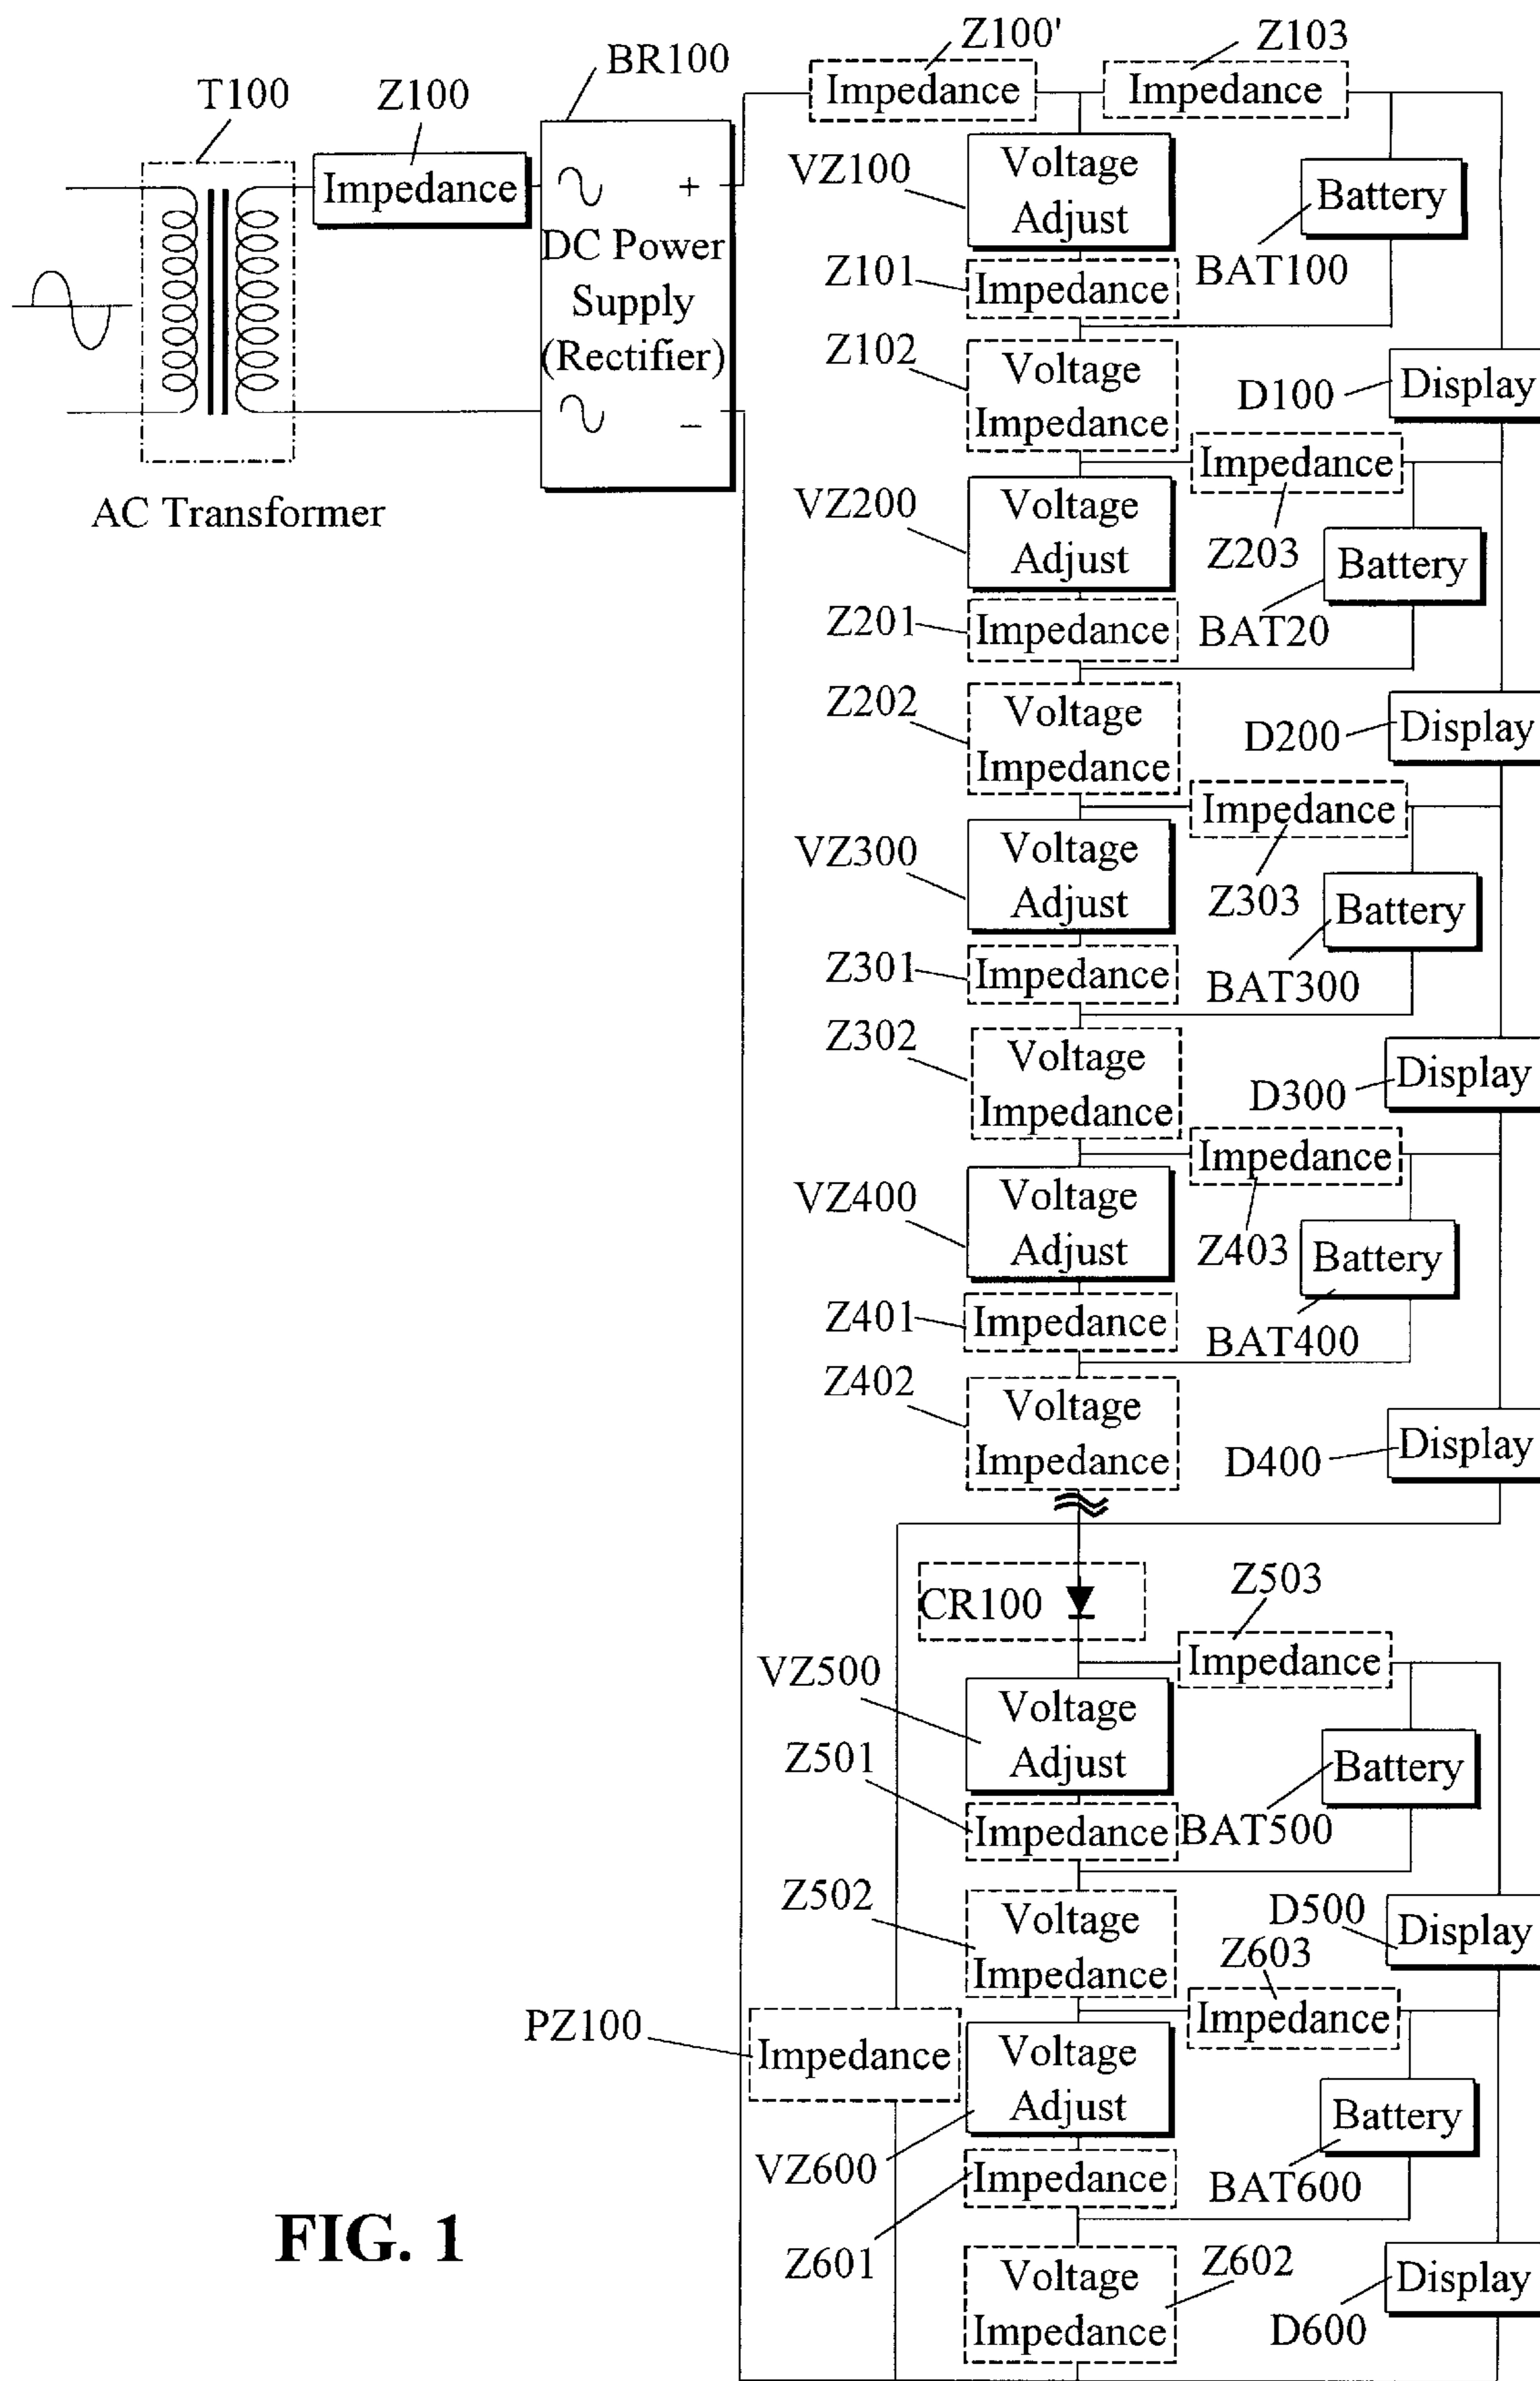 Z100'
Z103
BR100
T100
Z100
Impedance
Impedance
VZ100
Voltage
Adjust
Battery
Impedance
+
DC Power
Supply
(Rectifier)
−
Z101
Impedance
BAT100
Z102
Voltage
Impedance
D100
Display
AC Transformer
Impedance
VZ200
Voltage
Adjust
Z203
Battery
Z201
Impedance
BAT20
Z202
Voltage
Impedance
D200
Display
Impedance
VZ300
Voltage
Adjust
Z303
Battery
Z301
Impedance
BAT300
Z302
Voltage
Impedance
D300
Display
Impedance
VZ400
Voltage
Adjust
Z403
Battery
Z401
Impedance
BAT400
Z402
Voltage
Impedance
D400
Display
CR100
Z503
Impedance
VZ500
Voltage
Adjust
Battery
Z501
Impedance
BAT500
Z502
Voltage
Impedance
D500
Display
Z603
Impedance
PZ100
Impedance
Voltage
Adjust
Battery
VZ600
Impedance
BAT600
Z601
Voltage
Impedance
Z602
Display
D600
FIG. 1